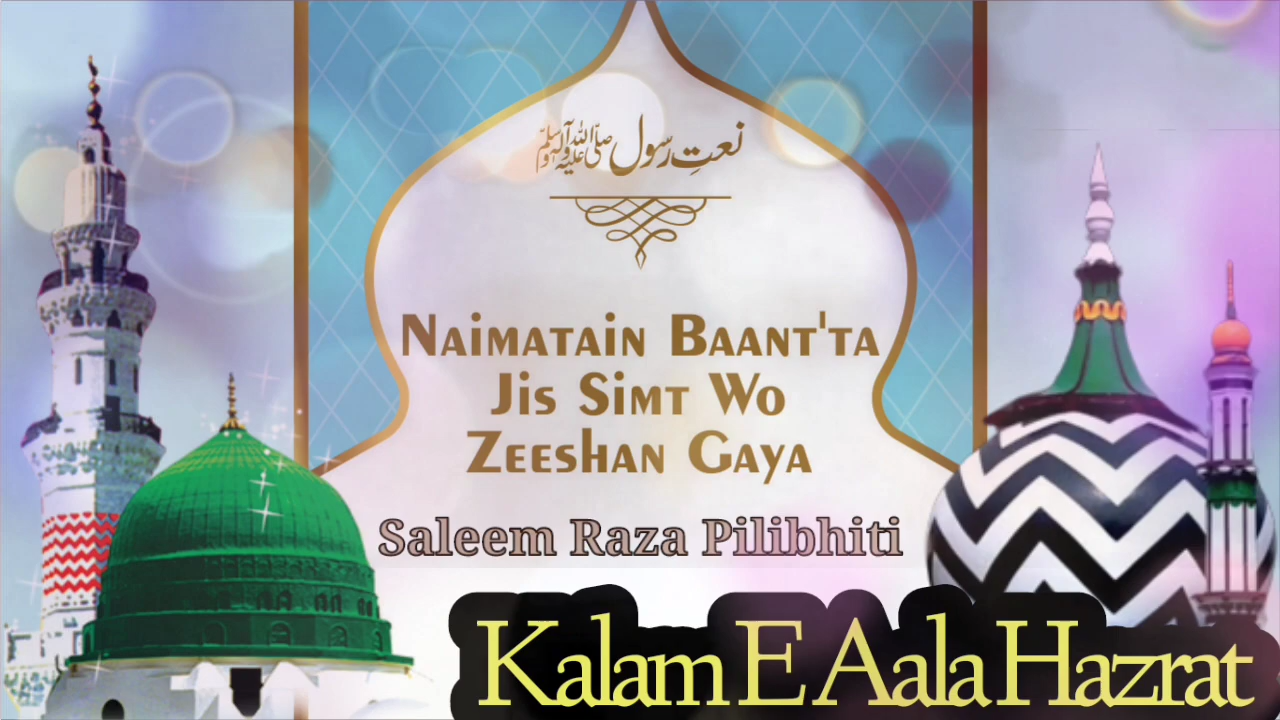 نعتِ رسول صلی اللہ علیہ وآلہ وسلم
Naimatain Baant'ta
Jis Simt Wo
Zeeshan Gaya
Saleem Raza Pilibhiti
Kalam E Aala Hazrat